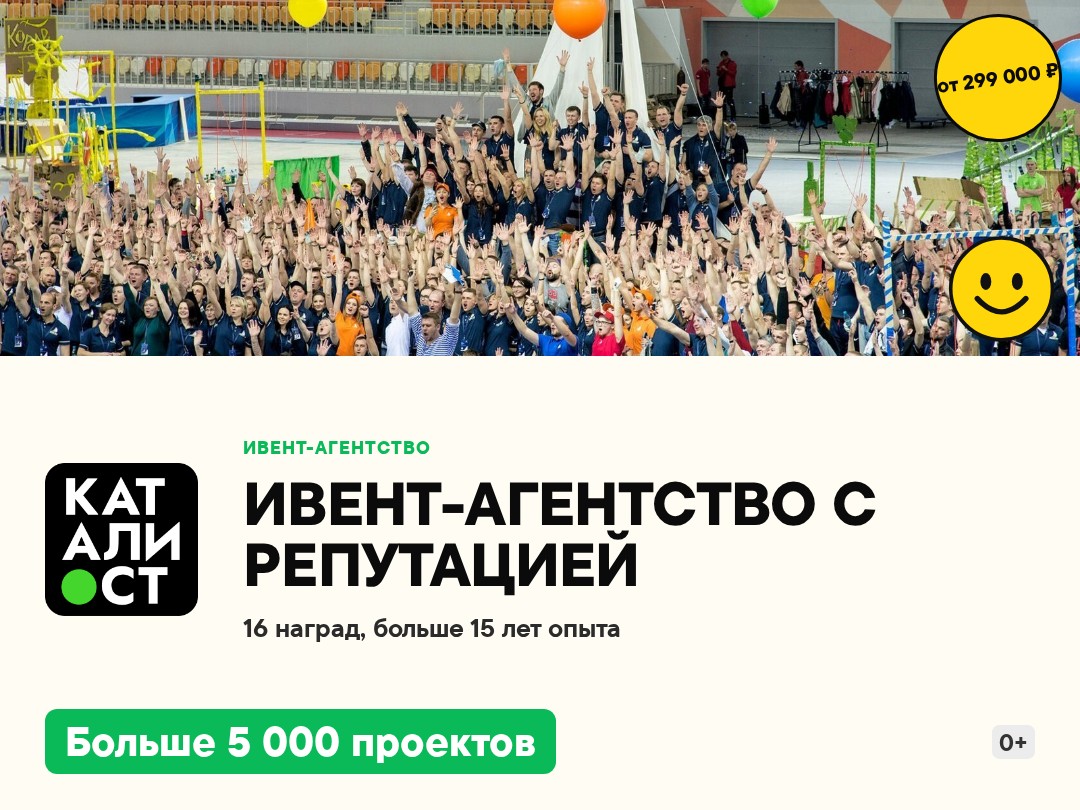 от 299 000 ₽
ИВЕНТ-АГЕНТСТВО
КАТ
АЛИ
СТ
ИВЕНТ-АГЕНТСТВО С
РЕПУТАЦИЕЙ
16 наград, больше 15 лет опыта
Больше 5 000 проектов
0+